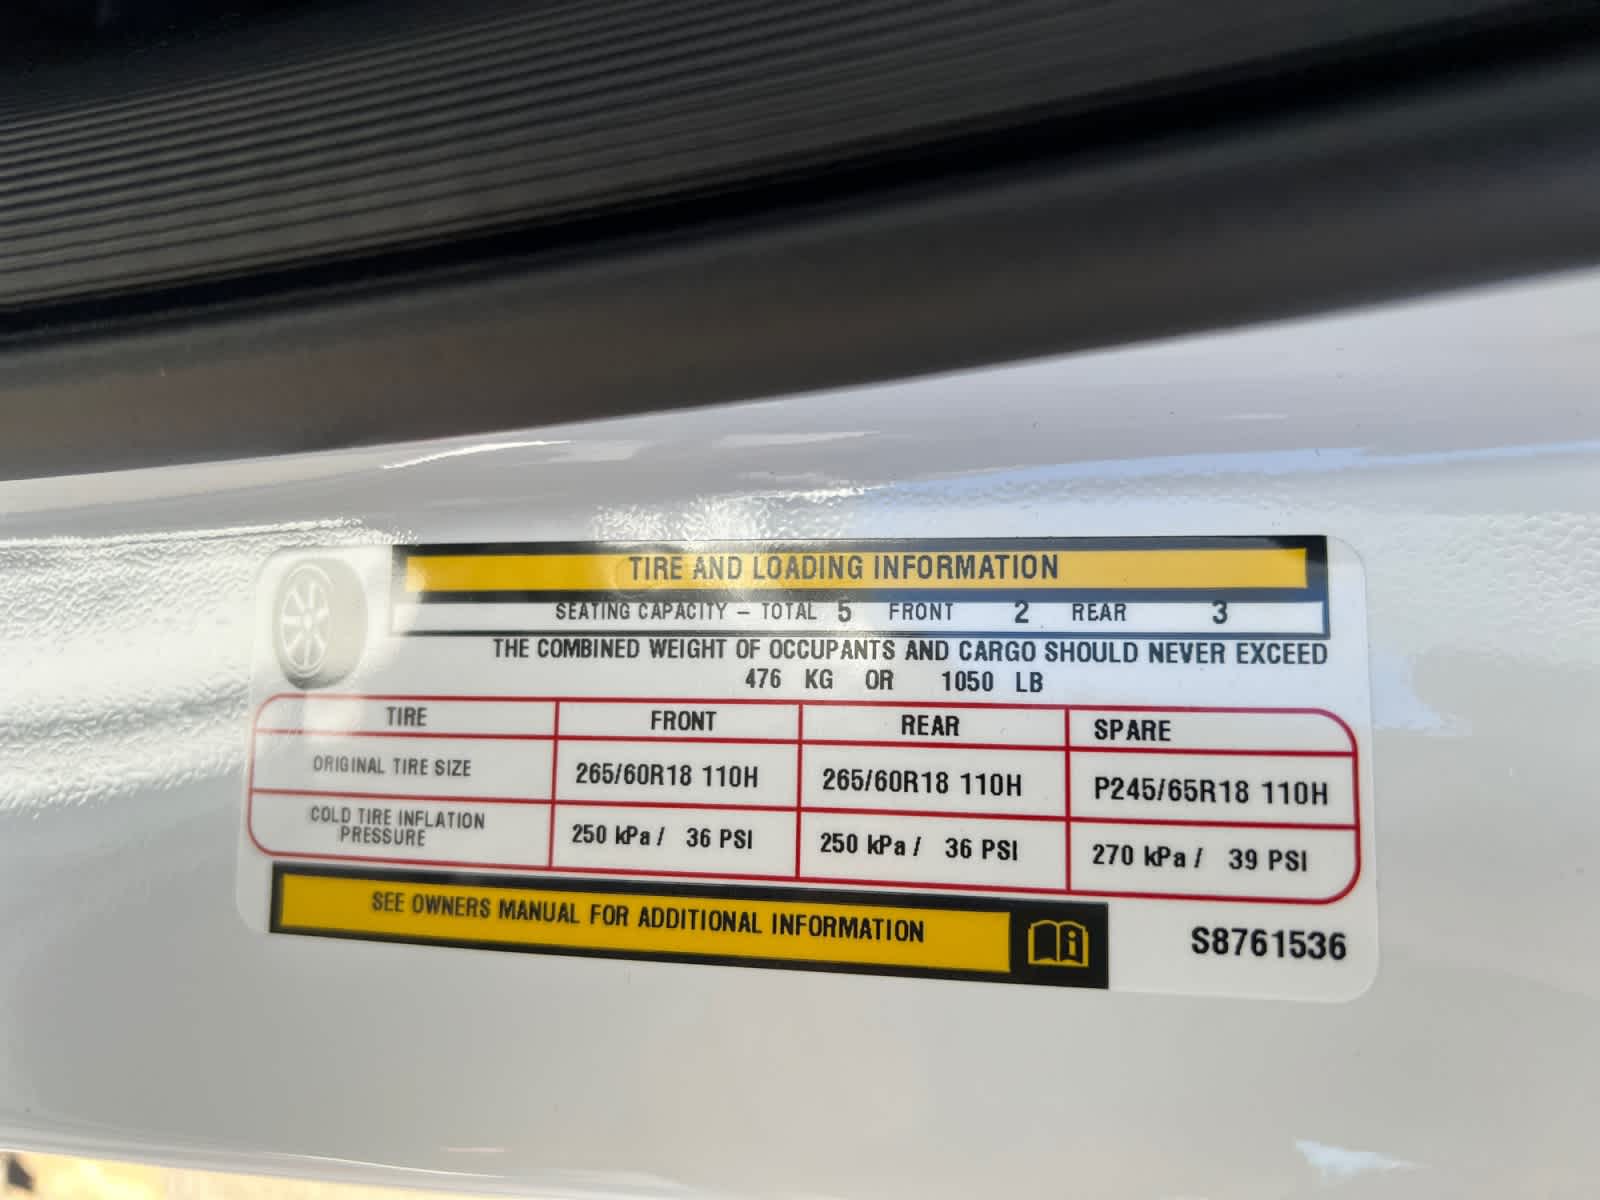 TIRE AND LOADING INFORMATION
SEATING CAPACITY – TOTAL 5 FRONT 2 REAR 3
THE COMBINED WEIGHT OF OCCUPANTS AND CARGO SHOULD NEVER EXCEED
476 KG OR 1050 LB
TIRE FRONT REAR SPARE
ORIGINAL TIRE SIZE 265/60R18 110H 265/60R18 110H P245/65R18 110H
COLD TIRE INFLATION
PRESSURE 250 kPa / 36 PSI 250 kPa / 36 PSI 270 kPa / 39 PSI
SEE OWNERS MANUAL FOR ADDITIONAL INFORMATION
S8761536